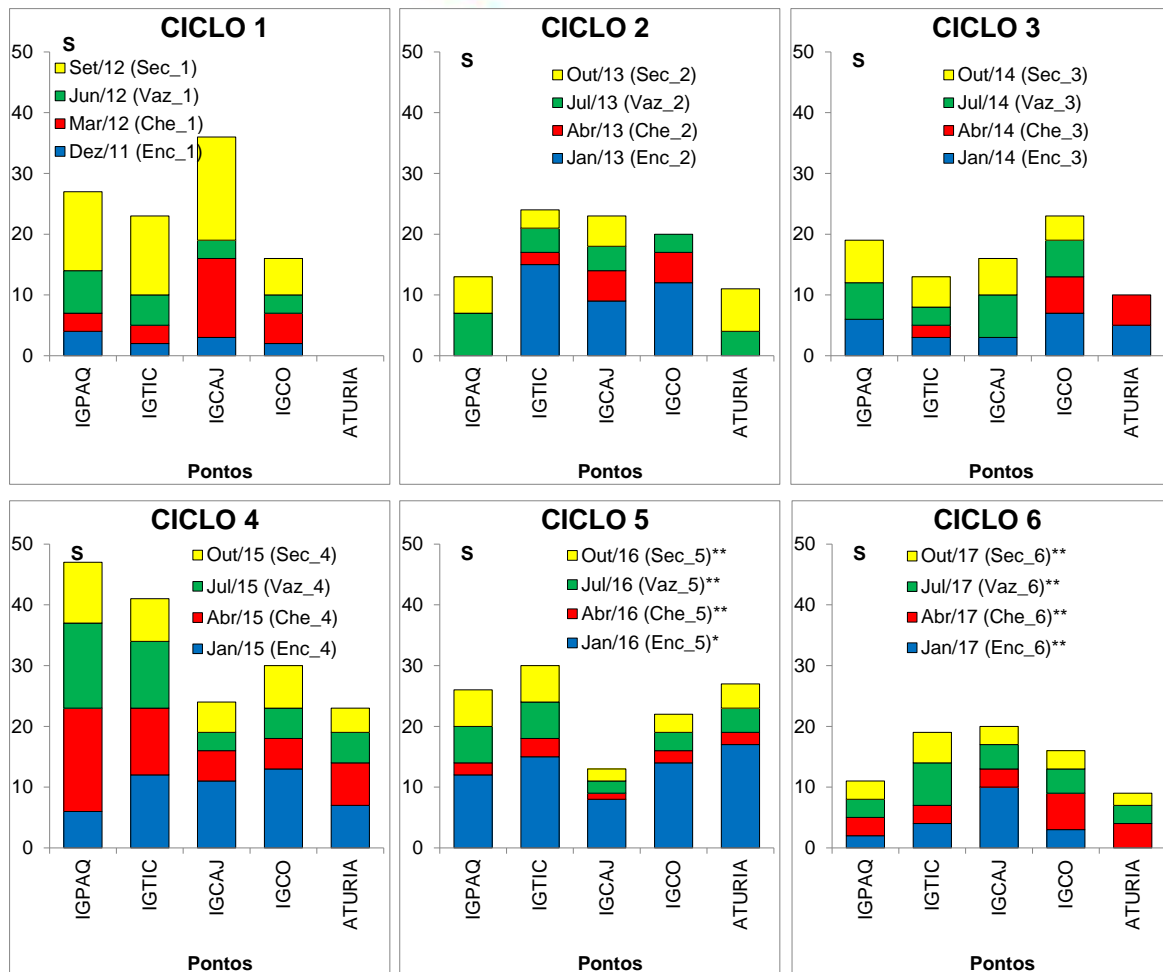 CICLO 1
S
50
40
30
20
10
0
Set/12 (Sec_1)
Jun/12 (Vaz_1)
Mar/12 (Che_1)
Dez/11 (Enc_1)
IGPAQ
IGTIC
IGCAJ
IGCO
ATURIA
Pontos
CICLO 2
S
50
40
30
20
10
0
Out/13 (Sec_2)
Jul/13 (Vaz_2)
Abr/13 (Che_2)
Jan/13 (Enc_2)
IGPAQ
IGTIC
IGCAJ
IGCO
ATURIA
Pontos
CICLO 3
S
50
40
30
20
10
0
Out/14 (Sec_3)
Jul/14 (Vaz_3)
Abr/14 (Che_3)
Jan/14 (Enc_3)
IGPAQ
IGTIC
IGCAJ
IGCO
ATURIA
Pontos
CICLO 4
S
50
40
30
20
10
0
Out/15 (Sec_4)
Jul/15 (Vaz_4)
Abr/15 (Che_4)
Jan/15 (Enc_4)
IGPAQ
IGTIC
IGCAJ
IGCO
ATURIA
Pontos
CICLO 5
S
50
40
30
20
10
0
Out/16 (Sec_5)**
Jul/16 (Vaz_5)**
Abr/16 (Che_5)**
Jan/16 (Enc_5)*
IGPAQ
IGTIC
IGCAJ
IGCO
ATURIA
Pontos
CICLO 6
S
50
40
30
20
10
0
Out/17 (Sec_6)**
Jul/17 (Vaz_6)**
Abr/17 (Che_6)**
Jan/17 (Enc_6)**
IGPAQ
IGTIC
IGCAJ
IGCO
ATURIA
Pontos